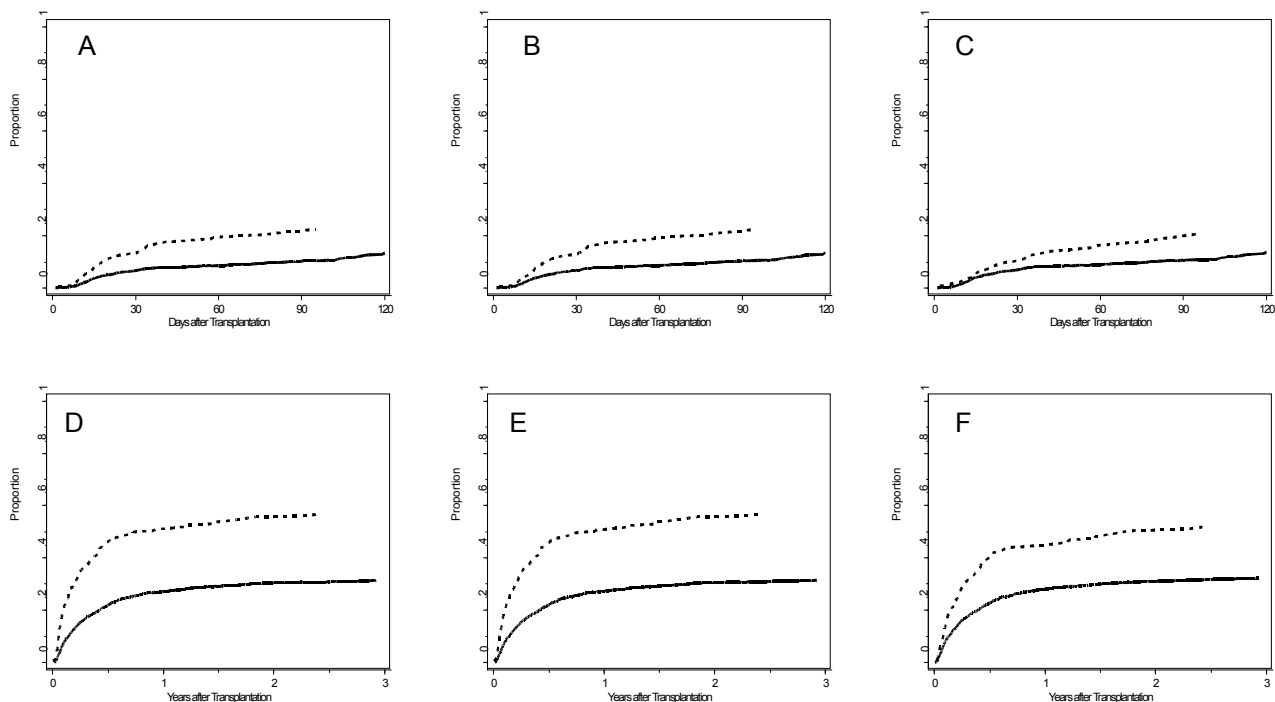 A
Proportion
0 .2 .4 .6 .8 1
0 30 60 90 120
Days after Transplantation
B
Proportion
0 .2 .4 .6 .8 1
0 30 60 90 120
Days after Transplantation
C
Proportion
0 .2 .4 .6 .8 1
0 30 60 90 120
Days after Transplantation
D
Proportion
0 .2 .4 .6 .8 1
0 1 2 3
Years after Transplantation
E
Proportion
0 .2 .4 .6 .8 1
0 1 2 3
Years after Transplantation
F
Proportion
0 .2 .4 .6 .8 1
0 1 2 3
Years after Transplantation